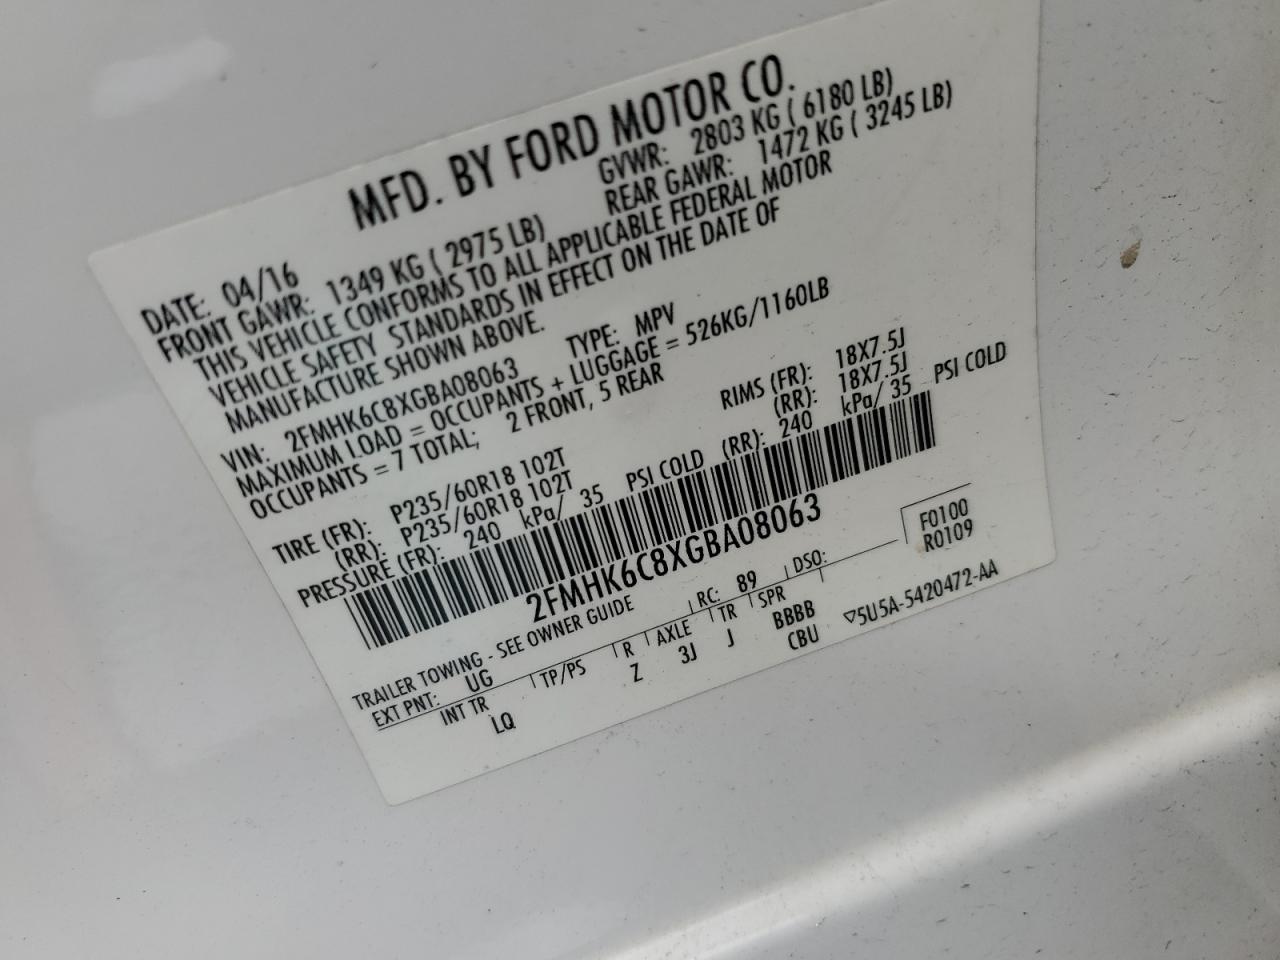 MFD. BY FORD MOTOR CO.
DATE: 04/16 GVWR: 2803 KG ( 6180 LB)
FRONT GAWR: 1349 KG ( 2975 LB) REAR GAWR: 1472 KG ( 3245 LB)
THIS VEHICLE CONFORMS TO ALL APPLICABLE FEDERAL MOTOR
VEHICLE SAFETY STANDARDS IN EFFECT ON THE DATE OF
MANUFACTURE SHOWN ABOVE.
VIN: 2FMHK6C8XGBA08063 TYPE: MPV
MAXIMUM LOAD = OCCUPANTS + LUGGAGE = 526KG/1160LB
OCCUPANTS = 7 TOTAL; 2 FRONT, 5 REAR
TIRE (FR): P235/60R18 102T RIMS (FR): 18X7.5J
(RR): P235/60R18 102T (RR): 18X7.5J
PRESSURE (FR): 240 kPa/ 35 PSI COLD (RR): 240 kPa/ 35 PSI COLD
2FMHK6C8XGBA08063
TRAILER TOWING - SEE OWNER GUIDE
F0100
R0109
EXT PNT: UG RC: 89 DSO:
INT TR TP/PS R AXLE TR SPR
LQ Z 3J J BBBB
CBU
▽5U5A-5420472-AA